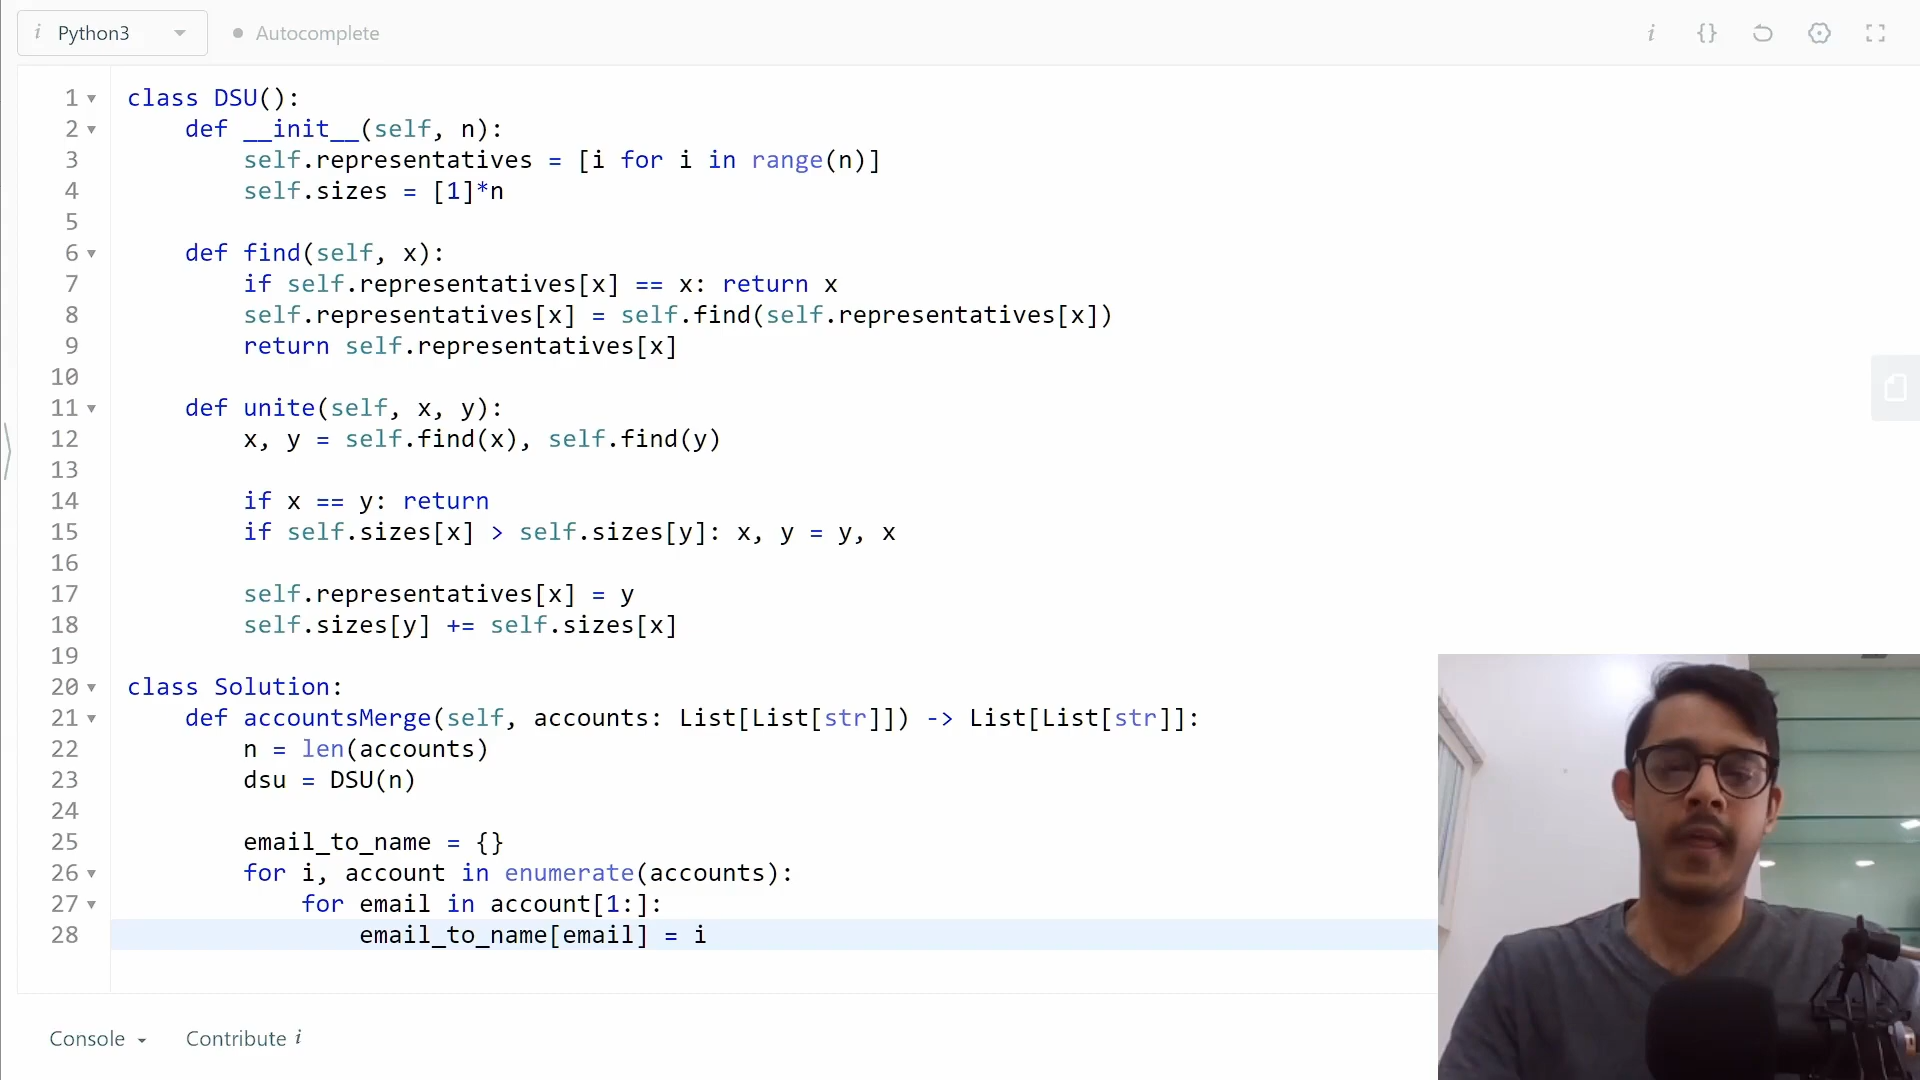 i Python3 Autocomplete i {}
1 class DSU():
2     def __init__(self, n):
3         self.representatives = [i for i in range(n)]
4         self.sizes = [1]*n
5
6     def find(self, x):
7         if self.representatives[x] == x: return x
8         self.representatives[x] = self.find(self.representatives[x])
9         return self.representatives[x]
10
11     def unite(self, x, y):
12         x, y = self.find(x), self.find(y)
13
14         if x == y: return
15         if self.sizes[x] > self.sizes[y]: x, y = y, x
16
17         self.representatives[x] = y
18         self.sizes[y] += self.sizes[x]
19
20 class Solution:
21     def accountsMerge(self, accounts: List[List[str]]) -> List[List[str]]:
22         n = len(accounts)
23         dsu = DSU(n)
24
25         email_to_name = {}
26         for i, account in enumerate(accounts):
27             for email in account[1:]:
28                 email_to_name[email] = i
Console Contribute i